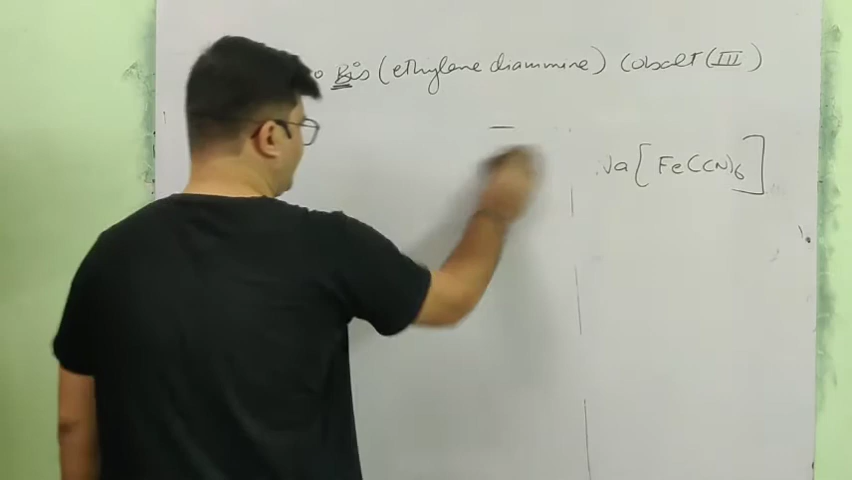 Bis (ethylene diammine) Cobalt (III)
Na [Fe(CN)6]